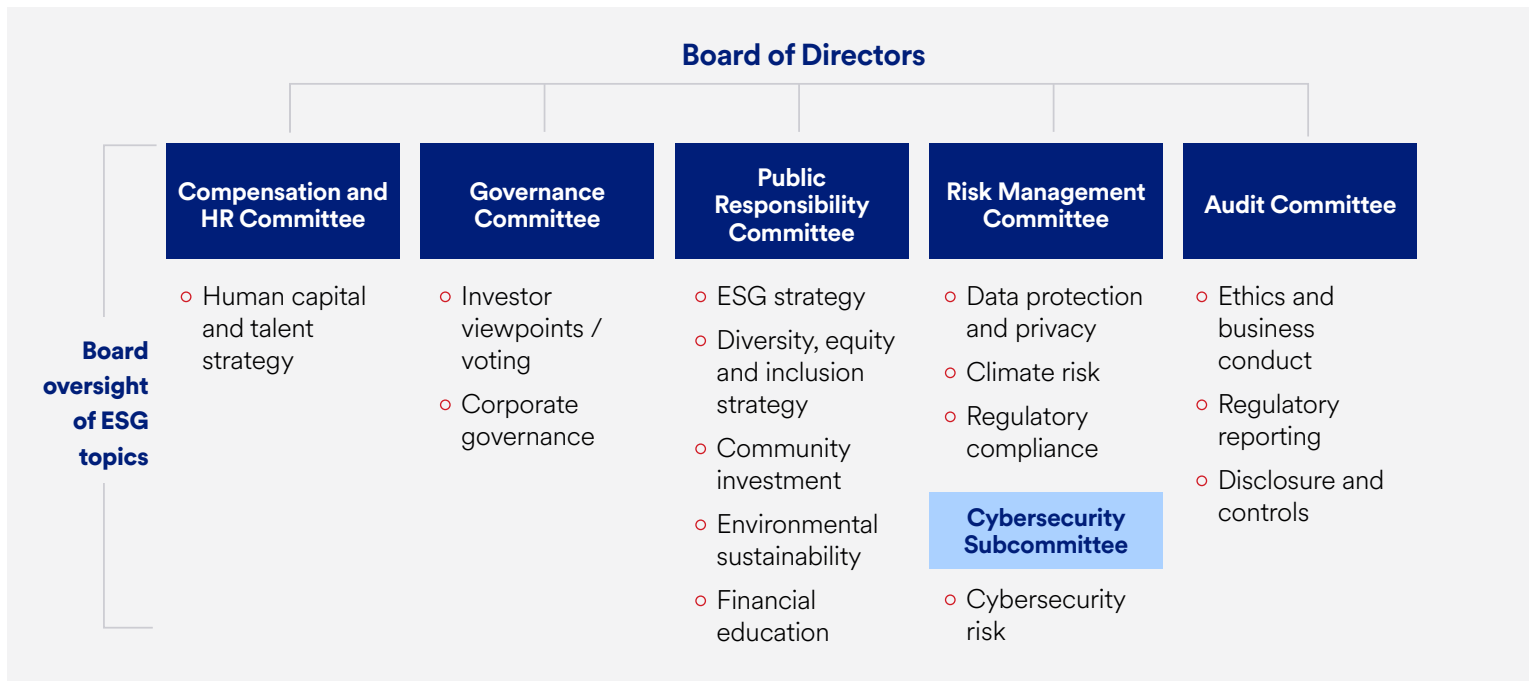 Board of Directors
Board
oversight
of ESG
topics
Compensation and
HR Committee
Human capital
and talent
strategy
Governance
Committee
Investor
viewpoints /
voting
Corporate
governance
Public
Responsibility
Committee
ESG strategy
Diversity, equity
and inclusion
strategy
Community
investment
Environmental
sustainability
Financial
education
Risk Management
Committee
Data protection
and privacy
Climate risk
Regulatory
compliance
Cybersecurity
Subcommittee
Cybersecurity
risk
Audit Committee
Ethics and
business
conduct
Regulatory
reporting
Disclosure and
controls